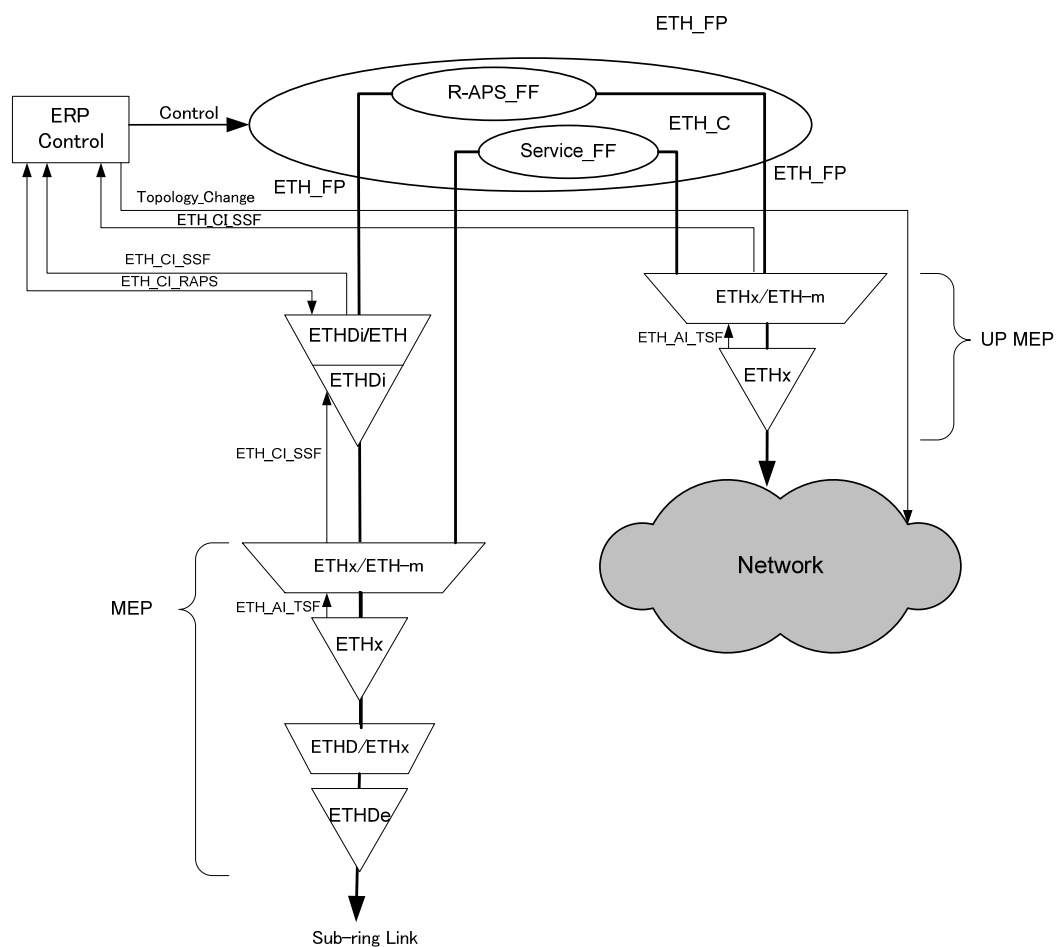 ETH_FP
R-APS_FF
ERP
Control
Control
ETH_C
Service_FF
ETH_FP
ETH_FP
Topology_Change
ETH_CI_SSF
ETH_CI_SSF
ETH_CI_RAPS
ETHx/ETH-m
ETHDi/ETH
ETH_AI_TSF
UP MEP
ETHDi
ETHx
ETH_CI_SSF
ETHx/ETH-m
Network
MEP
ETH_AI_TSF
ETHx
ETHD/ETHx
ETHDe
Sub-ring Link